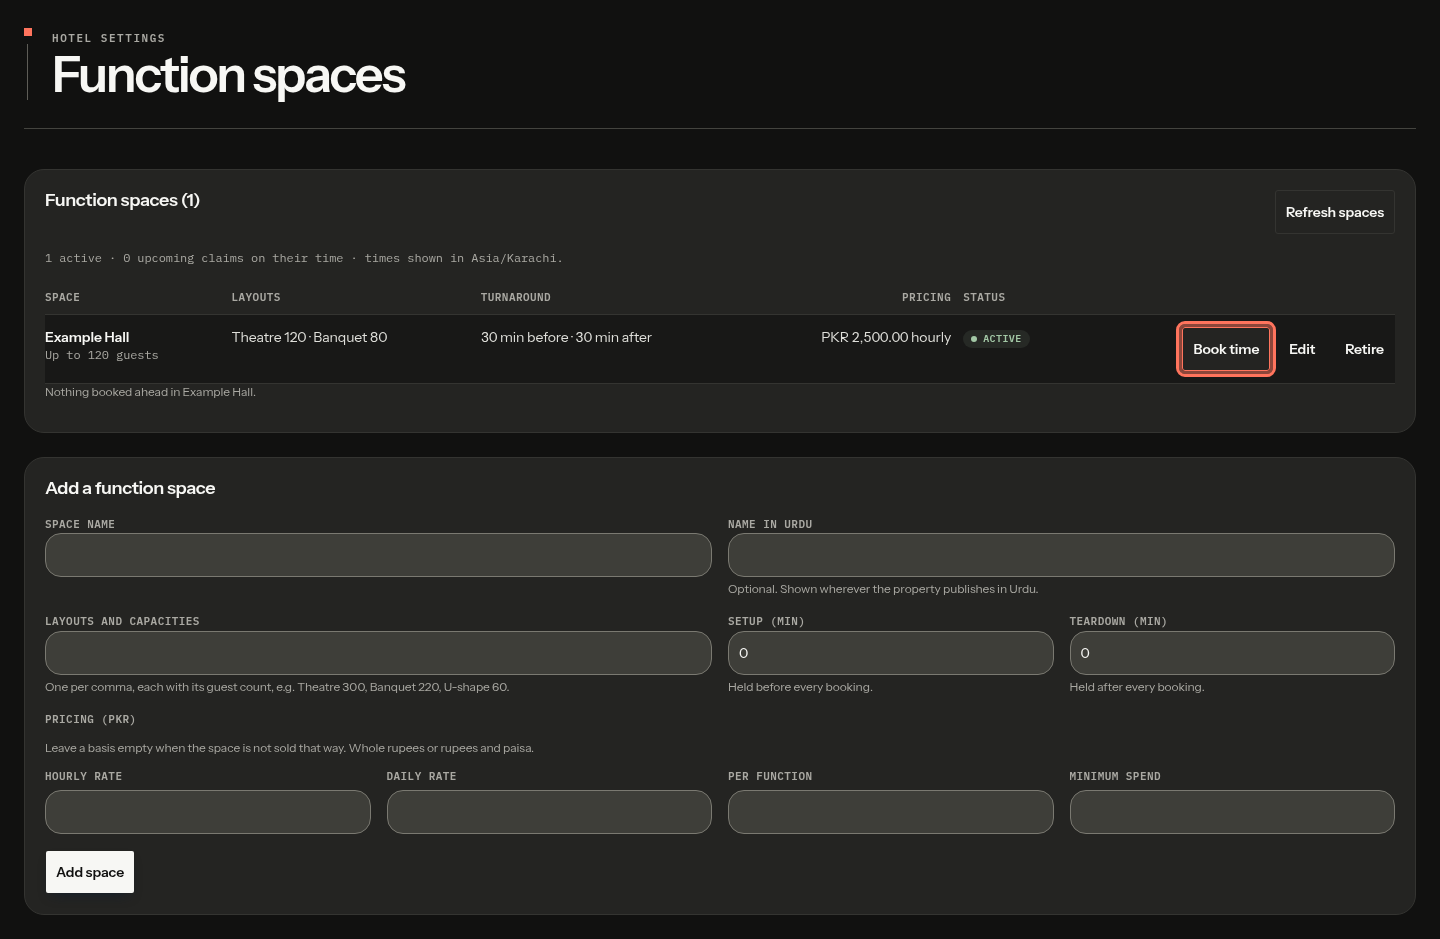 HOTEL SETTINGS
Function spaces
Function spaces (1)
Refresh spaces
1 active · 0 upcoming claims on their time · times shown in Asia/Karachi.
SPACE LAYOUTS TURNAROUND PRICING STATUS
Example Hall Theatre 120 · Banquet 80 30 min before · 30 min after PKR 2,500.00 hourly ACTIVE Book time Edit Retire
Up to 120 guests
Nothing booked ahead in Example Hall.
Add a function space
SPACE NAME NAME IN URDU
Optional. Shown wherever the property publishes in Urdu.
LAYOUTS AND CAPACITIES SETUP (MIN) TEARDOWN (MIN)
0 0
One per comma, each with its guest count, e.g. Theatre 300, Banquet 220, U-shape 60. Held before every booking. Held after every booking.
PRICING (PKR)
Leave a basis empty when the space is not sold that way. Whole rupees or rupees and paisa.
HOURLY RATE DAILY RATE PER FUNCTION MINIMUM SPEND
Add space